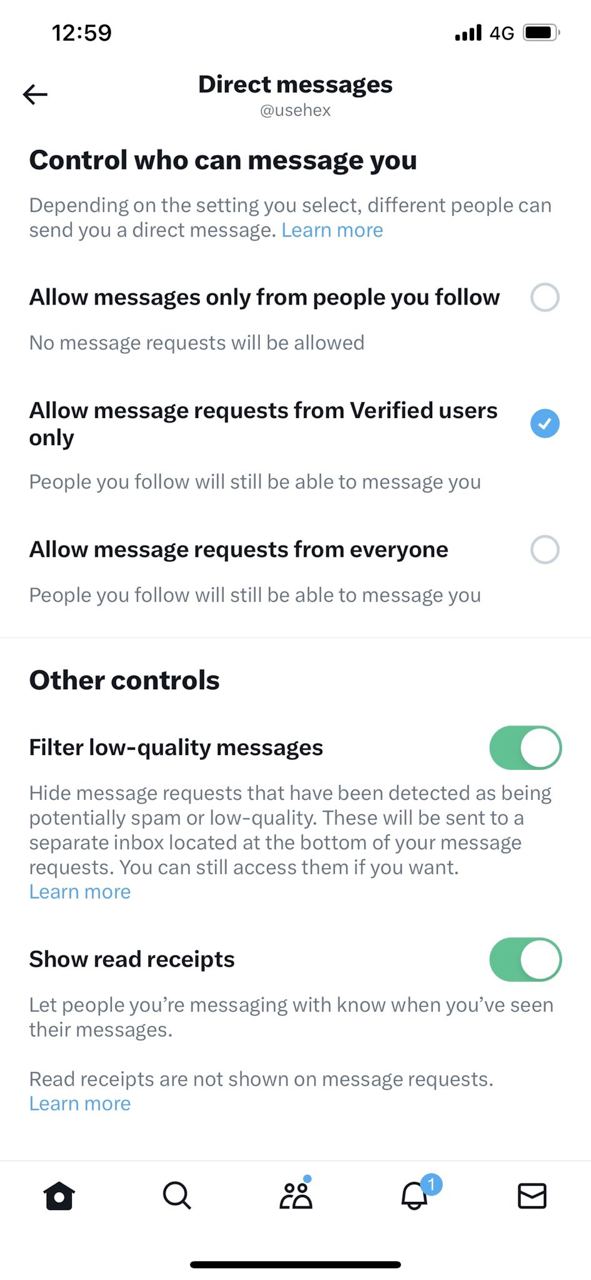 12:59
4G
Direct messages
@usehex
Control who can message you
Depending on the setting you select, different people can
send you a direct message. Learn more
Allow messages only from people you follow
No message requests will be allowed
Allow message requests from Verified users
only
People you follow will still be able to message you
Allow message requests from everyone
People you follow will still be able to message you
Other controls
Filter low-quality messages
Hide message requests that have been detected as being
potentially spam or low-quality. These will be sent to a
separate inbox located at the bottom of your message
requests. You can still access them if you want.
Learn more
Show read receipts
Let people you’re messaging with know when you’ve seen
their messages.
Read receipts are not shown on message requests.
Learn more
1